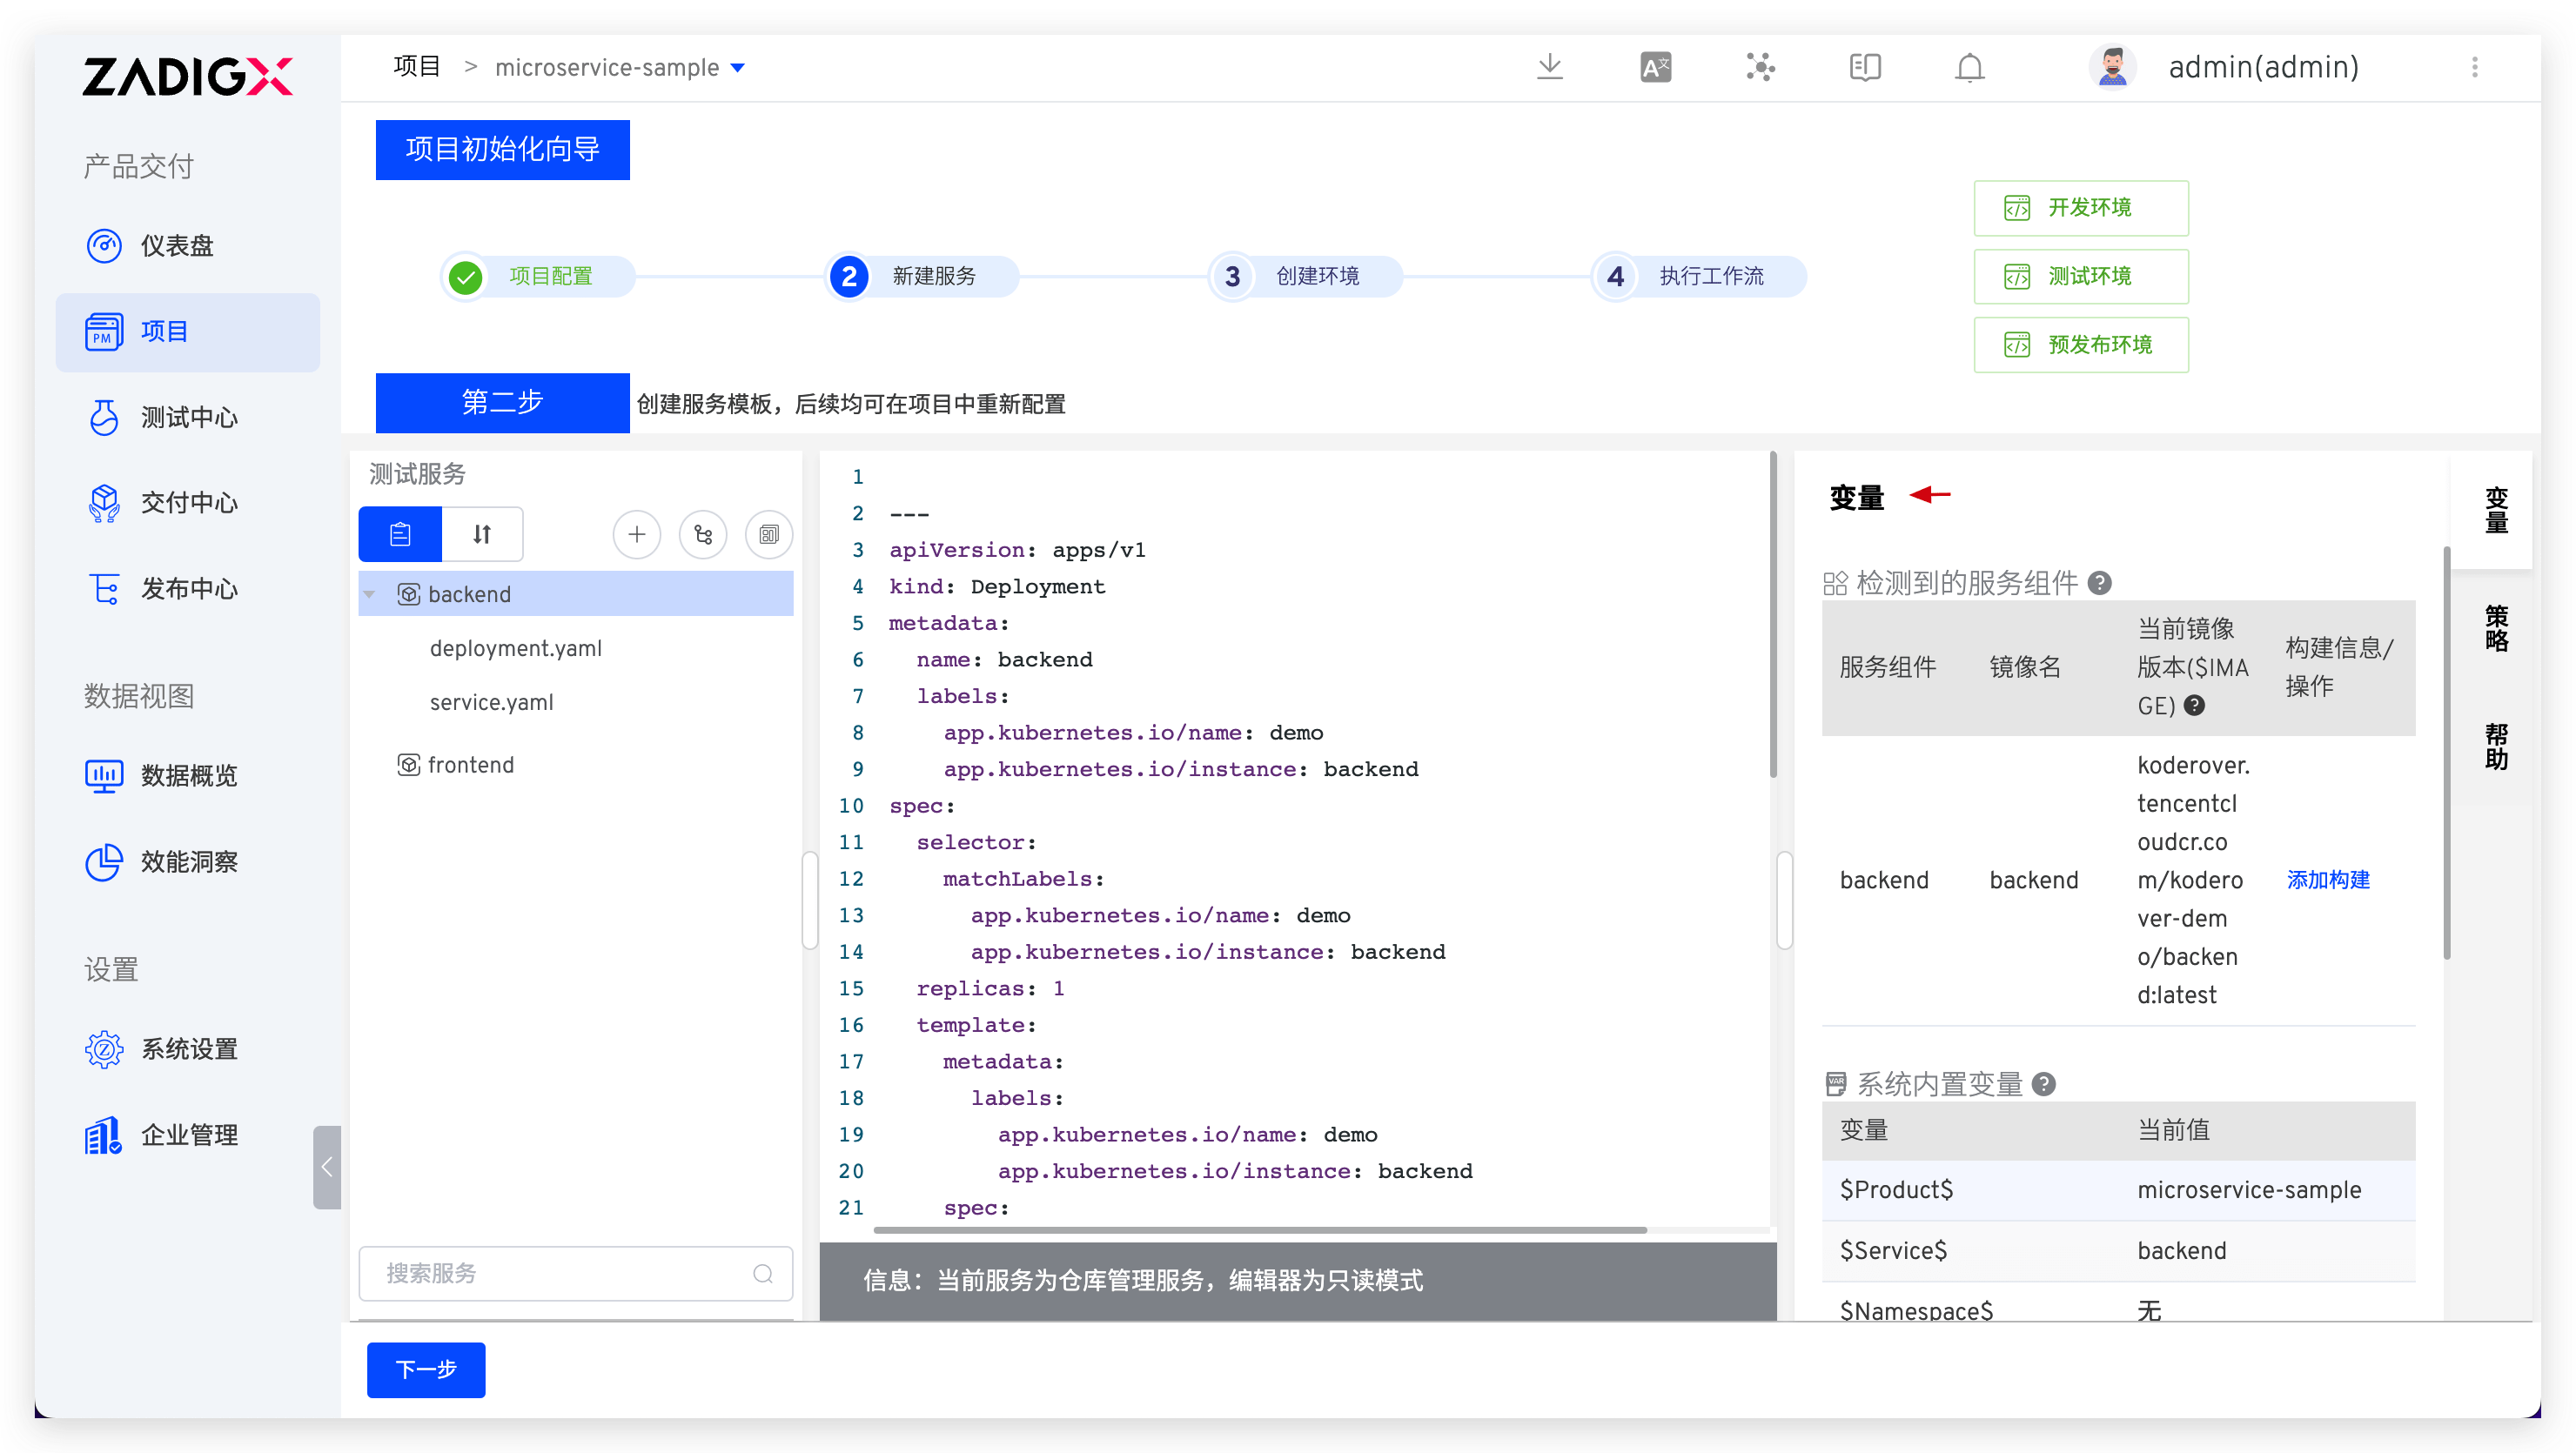 ZADIGX
产品交付
仪表盘
PM
项目
测试中心
交付中心
发布中心
数据视图
数据概览
效能洞察
设置
系统设置
企业管理
项目 > microservice-sample
admin(admin)
项目初始化向导
项目配置
2 新建服务
3 创建环境
4 执行工作流
开发环境
测试环境
预发布环境
第二步 创建服务模板，后续均可在项目中重新配置
测试服务
backend
deployment.yaml
service.yaml
frontend
搜索服务
1
2 ---
3 apiVersion: apps/v1
4 kind: Deployment
5 metadata:
6   name: backend
7   labels:
8     app.kubernetes.io/name: demo
9     app.kubernetes.io/instance: backend
10 spec:
11   selector:
12     matchLabels:
13       app.kubernetes.io/name: demo
14       app.kubernetes.io/instance: backend
15   replicas: 1
16   template:
17     metadata:
18       labels:
19         app.kubernetes.io/name: demo
20         app.kubernetes.io/instance: backend
21     spec:
信息：当前服务为仓库管理服务，编辑器为只读模式
变量
检测到的服务组件 ?
服务组件
镜像名
当前镜像
版本($IMA
GE) ?
构建信息/
操作
backend
backend
koderover.
tencentcl
oudcr.co
m/kodero
ver-dem
o/backen
d:latest
添加构建
VAR 系统内置变量 ?
变量 当前值
$Product$ microservice-sample
$Service$ backend
$Namespace$ 无
变量
策略
帮助
下一步